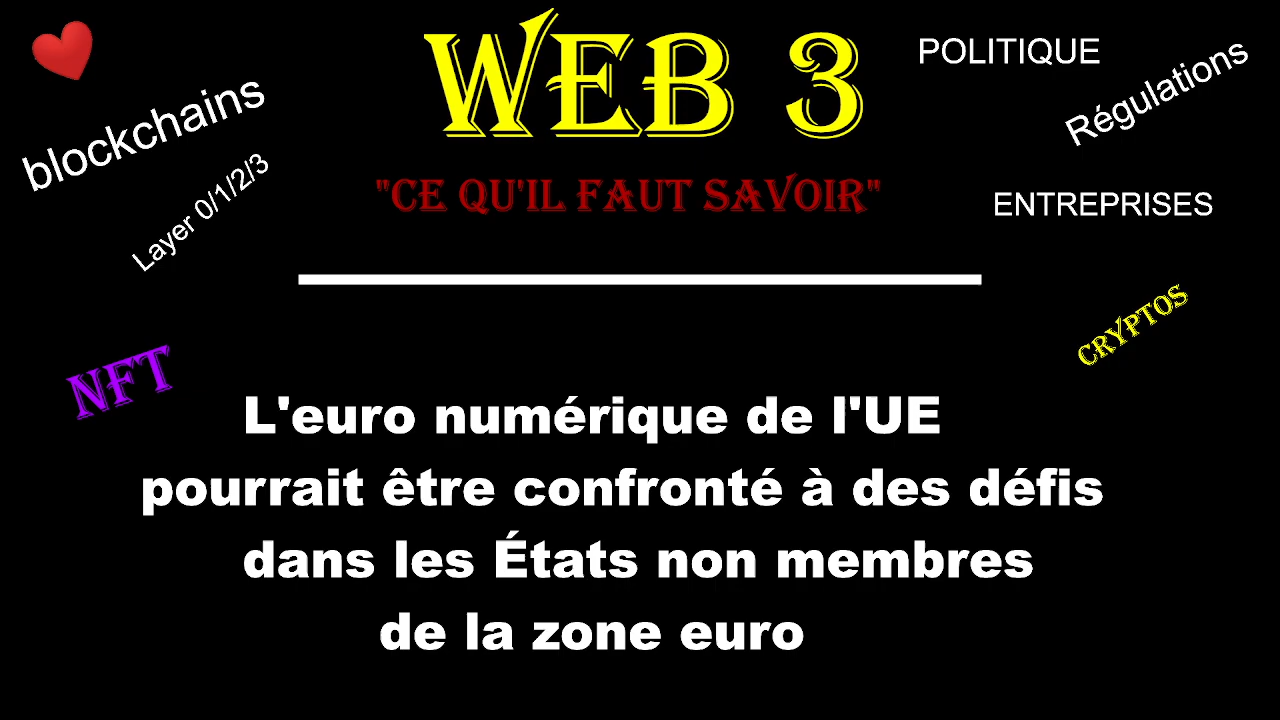 WEB 3
POLITIQUE
Régulations
blockchains
Layer 0/1/2/3
"CE QU'IL FAUT SAVOIR"
ENTREPRISES
CRYPTOS
NFT
L'euro numérique de l'UE
pourrait être confronté à des défis
dans les États non membres
de la zone euro